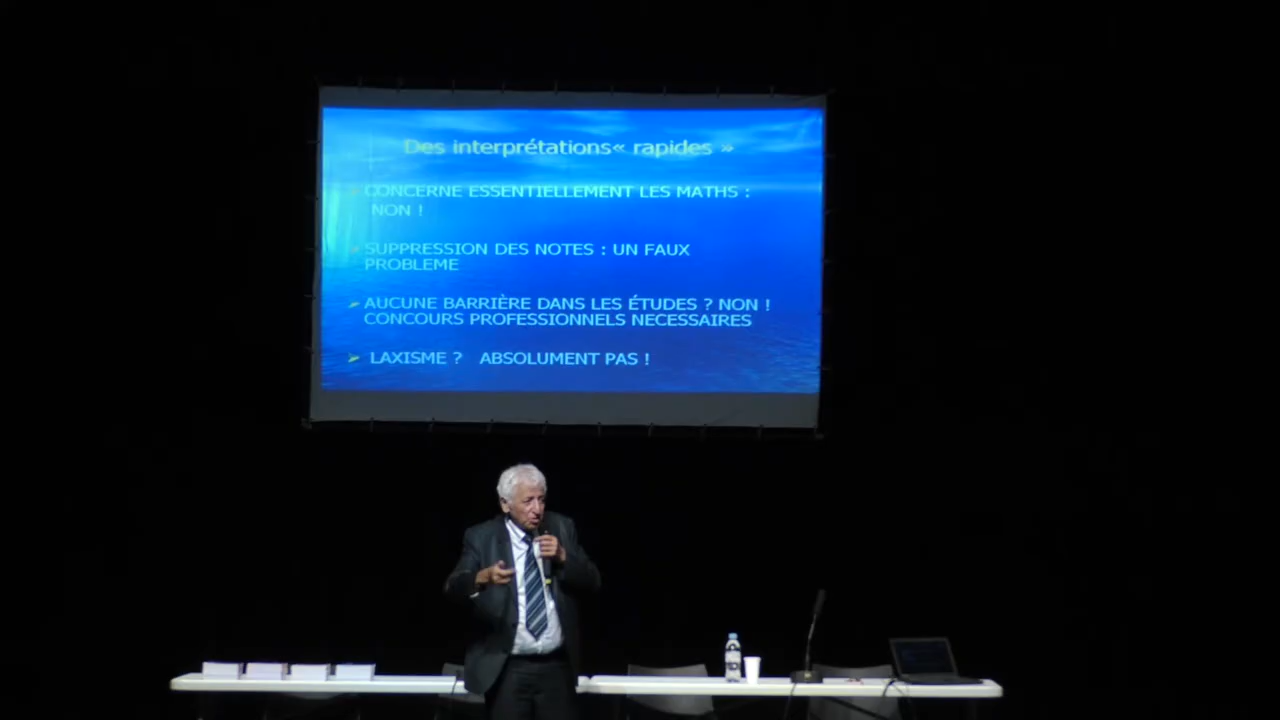 Des interprétations« rapides »
CONCERNE ESSENTIELLEMENT LES MATHS :
NON !
SUPPRESSION DES NOTES : UN FAUX
PROBLEME
AUCUNE BARRIÈRE DANS LES ÉTUDES ? NON !
CONCOURS PROFESSIONNELS NECESSAIRES
LAXISME ? ABSOLUMENT PAS !